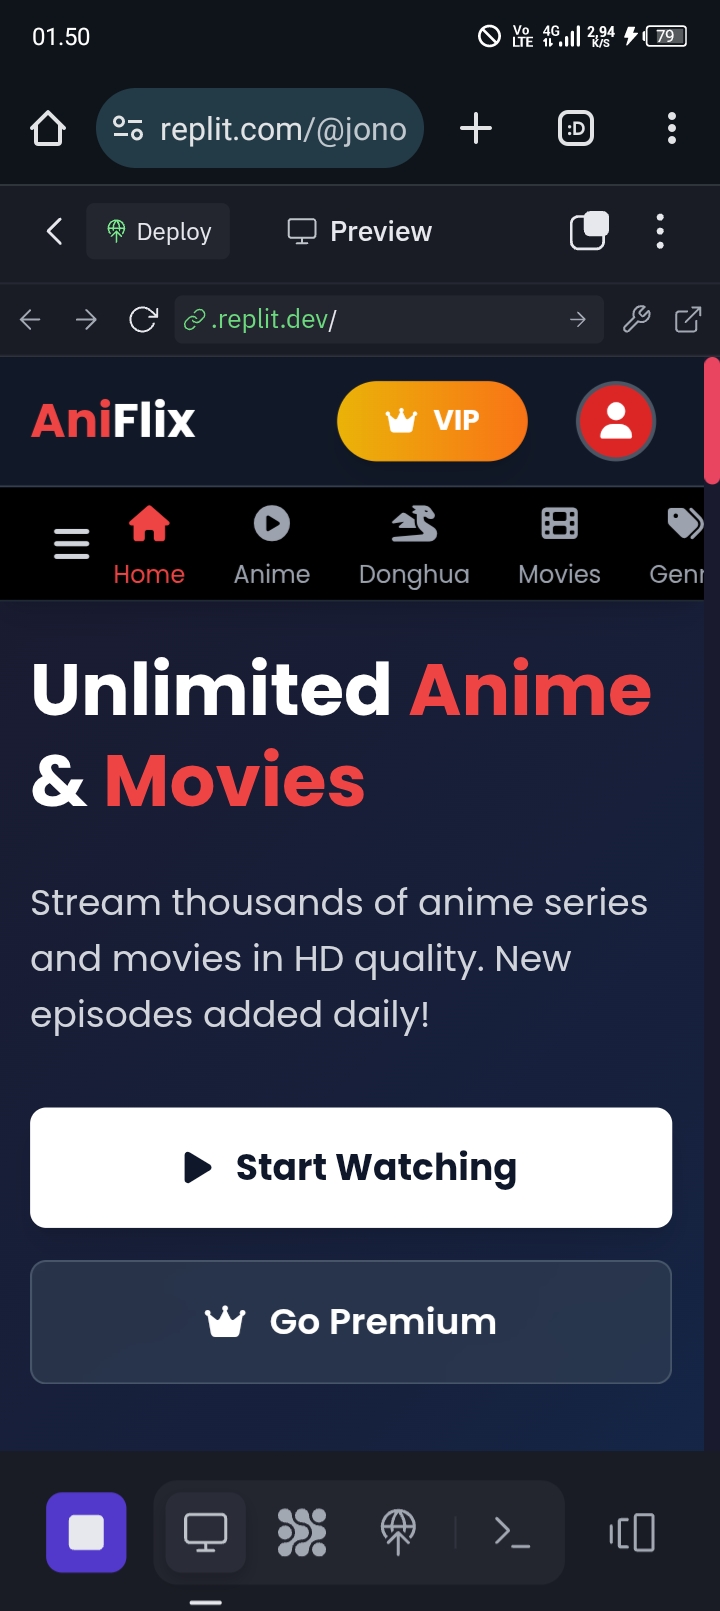 01.50
Vo LTE 4G 2,94 K/S 79
replit.com/@jono
:D
Deploy
Preview
.replit.dev/
AniFlix
VIP
Home
Anime
Donghua
Movies
Genr
Unlimited Anime
& Movies
Stream thousands of anime series
and movies in HD quality. New
episodes added daily!
Start Watching
Go Premium